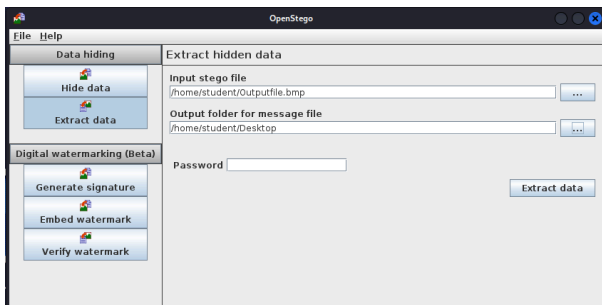 OpenStego
File Help
Data hiding
Hide data
Extract data
Digital watermarking (Beta)
Generate signature
Embed watermark
Verify watermark
Extract hidden data
Input stego file
/home/student/Outputfile.bmp
...
Output folder for message file
/home/student/Desktop
...
Password
Extract data